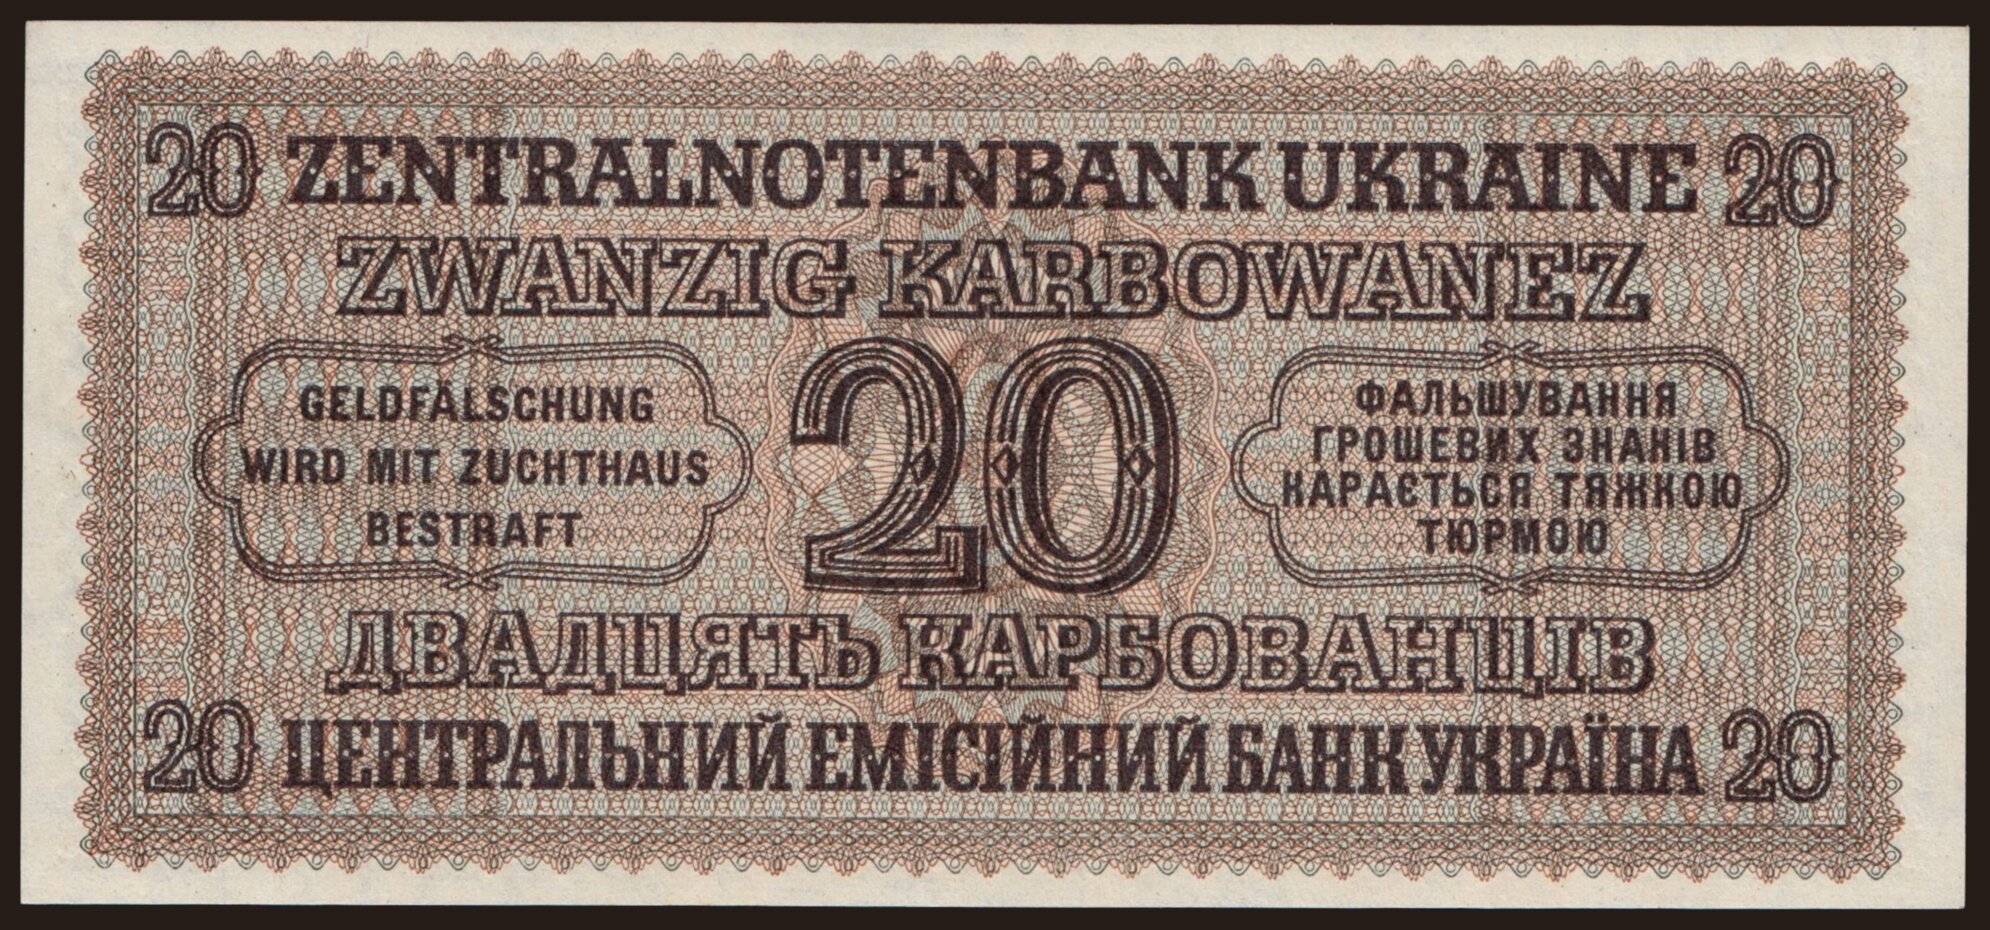 20 ZENTRALNOTENBANK UKRAINE 20
ZWANZIG KARBOWANEZ
GELDFÄLSCHUNG
WIRD MIT ZUCHTHAUS
BESTRAFT
20
ФАЛЬШУВАННЯ
ГРОШЕВИХ ЗНАКІВ
КАРАЄТЬСЯ ТЯЖКОЮ
ТЮРМОЮ
ДВАДЦЯТЬ КАРБОВАНЦІВ
20 ЦЕНТРАЛЬНИЙ ЕМІСІЙНИЙ БАНК УКРАЇНА 20